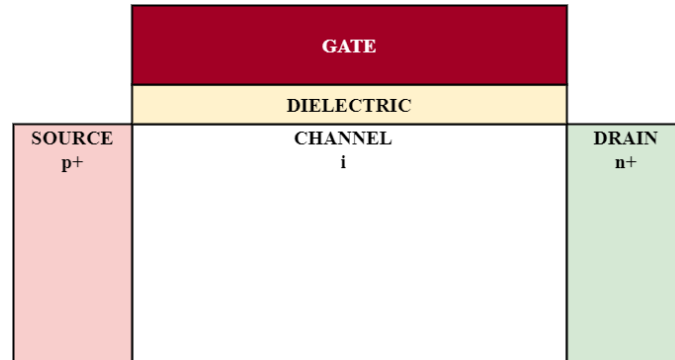 GATE
DIELECTRIC
SOURCE
p+
CHANNEL
i
DRAIN
n+